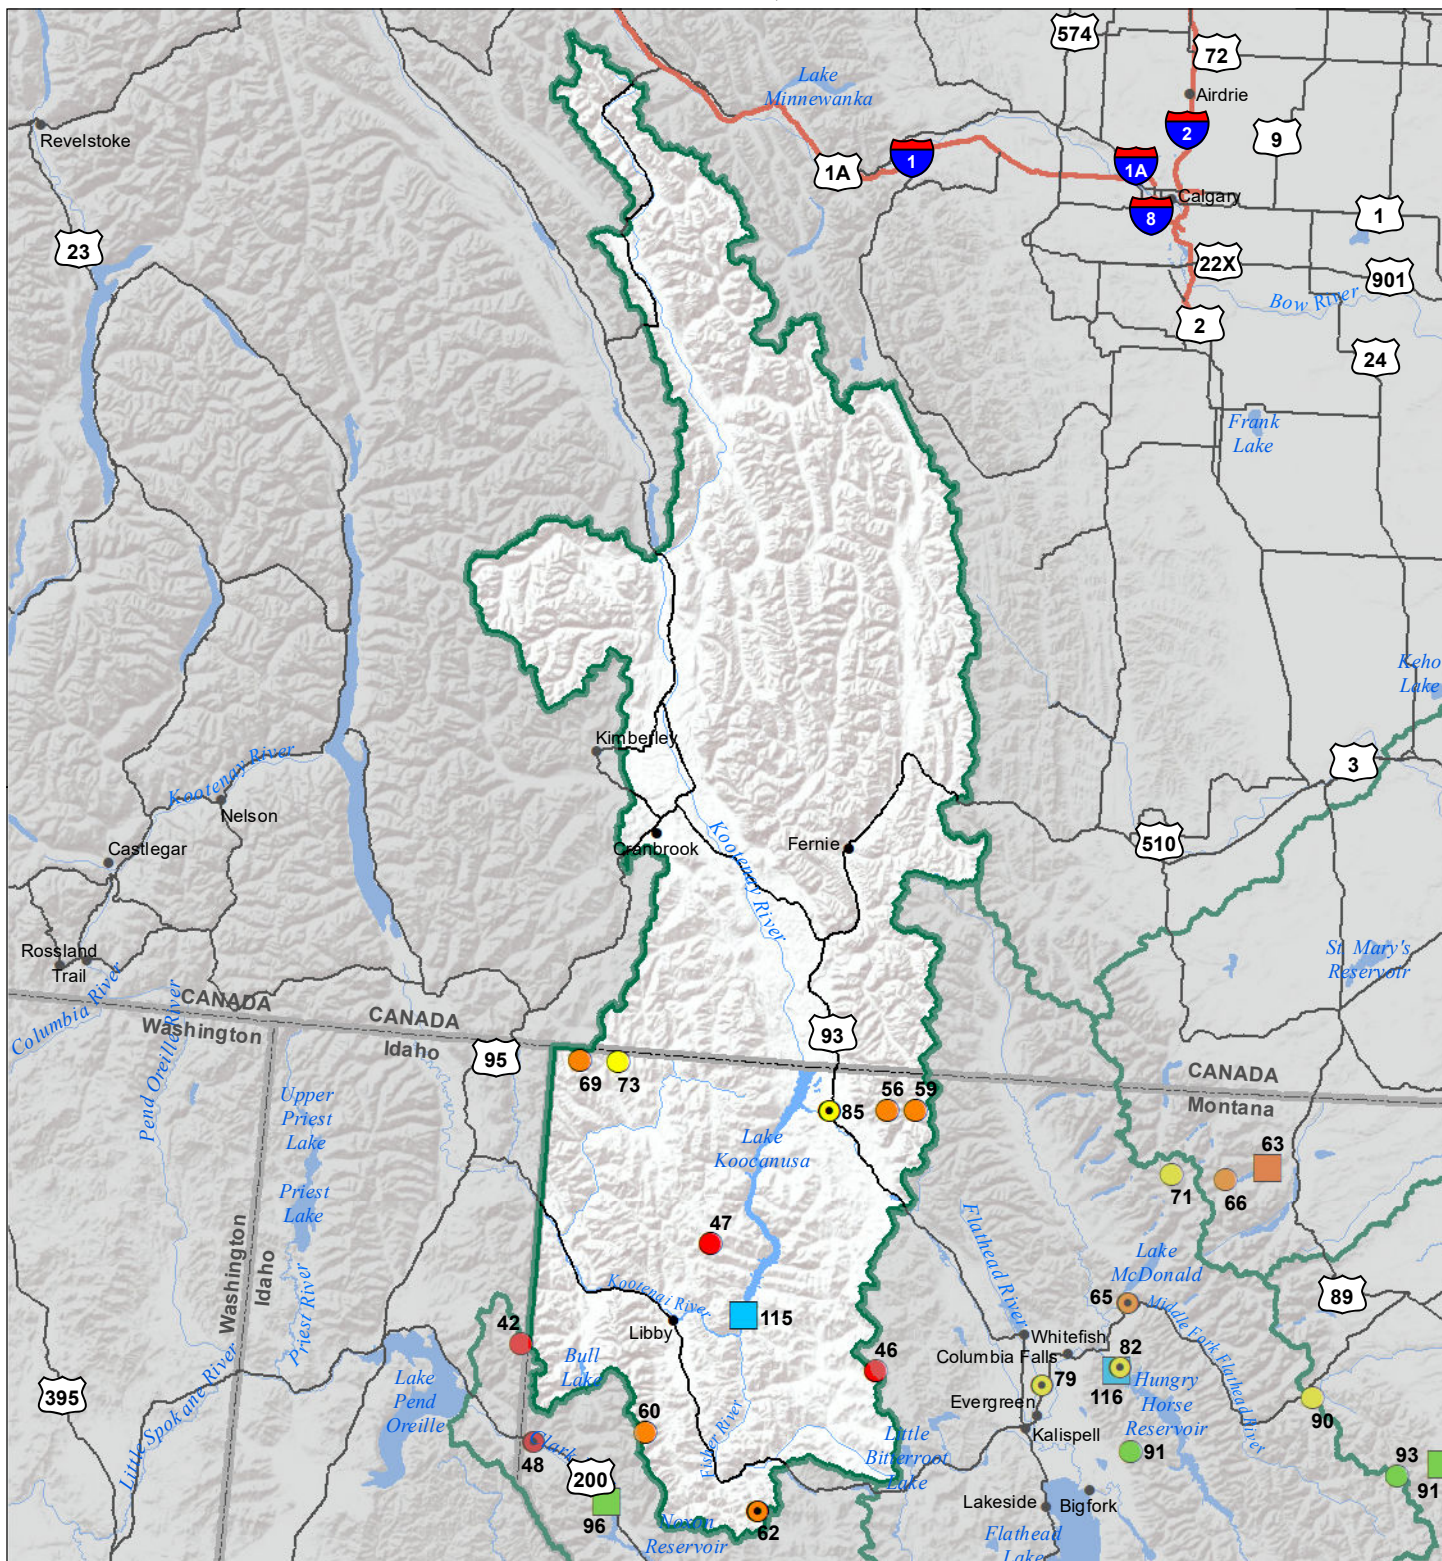 574
72
Lake
Minnewanka
Airdrie
Revelstoke
2
9
1
1A
1A
Calgary
8
1
23
22X
901
Bow River
2
24
Frank
Lake
Keho
Lake
Kimberley
Kootenay River
3
Nelson
Kootenay River
Cranbrook
Fernie
510
Castlegar
Rossland
Trail
St. Mary's
Reservoir
Columbia River
Pend Oreille River
CANADA
Washington
CANADA
Idaho
95
93
CANADA
Montana
69
73
56
59
85
Upper
Priest
Lake
Lake
Koocanusa
63
71
66
Priest
Lake
47
Flathead River
Lake
McDonald
Washington
Idaho
Priest River
Kootenai River
115
65
Middle Fork Flathead River
89
42
Libby
Whitefish
Columbia Falls
46
82
Bull
Lake
79
116
Hungry
Horse
Reservoir
395
Little Spokane River
Lake
Pend
Oreille
Evergreen
90
60
Fisher River
Kalispell
Clark
48
Little
Bitterroot
Lake
91
93
91
200
96
Lakeside
Bigfork
62
Noxon
Reservoir
Flathead
Lake